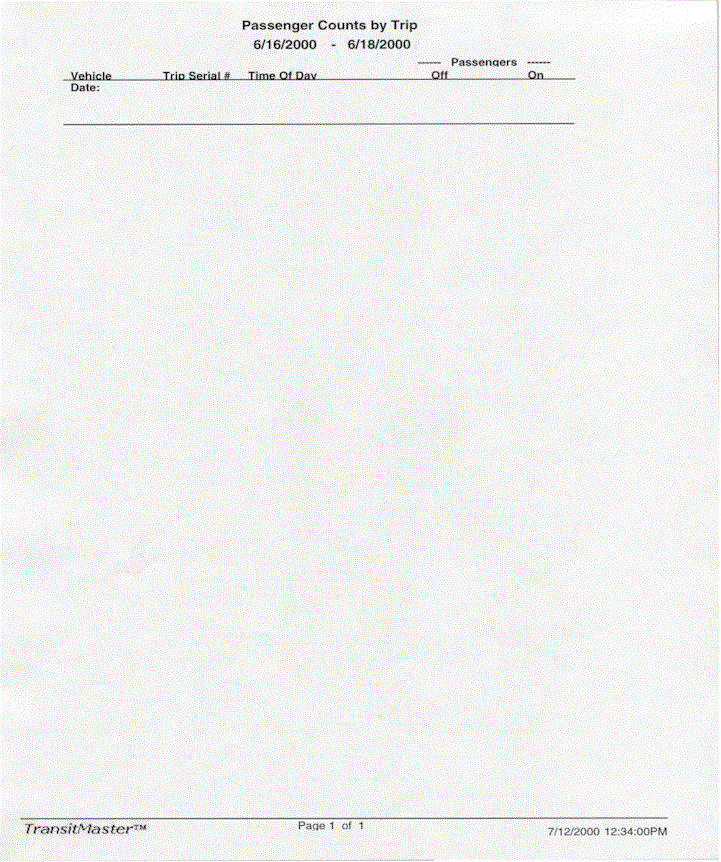 Passenger Counts by Trip
6/16/2000 - 6/18/2000
------ Passengers ------
Vehicle Trip Serial # Time Of Day Off On
Date:
TransitMaster™ Page 1 of 1 7/12/2000 12:34:00PM